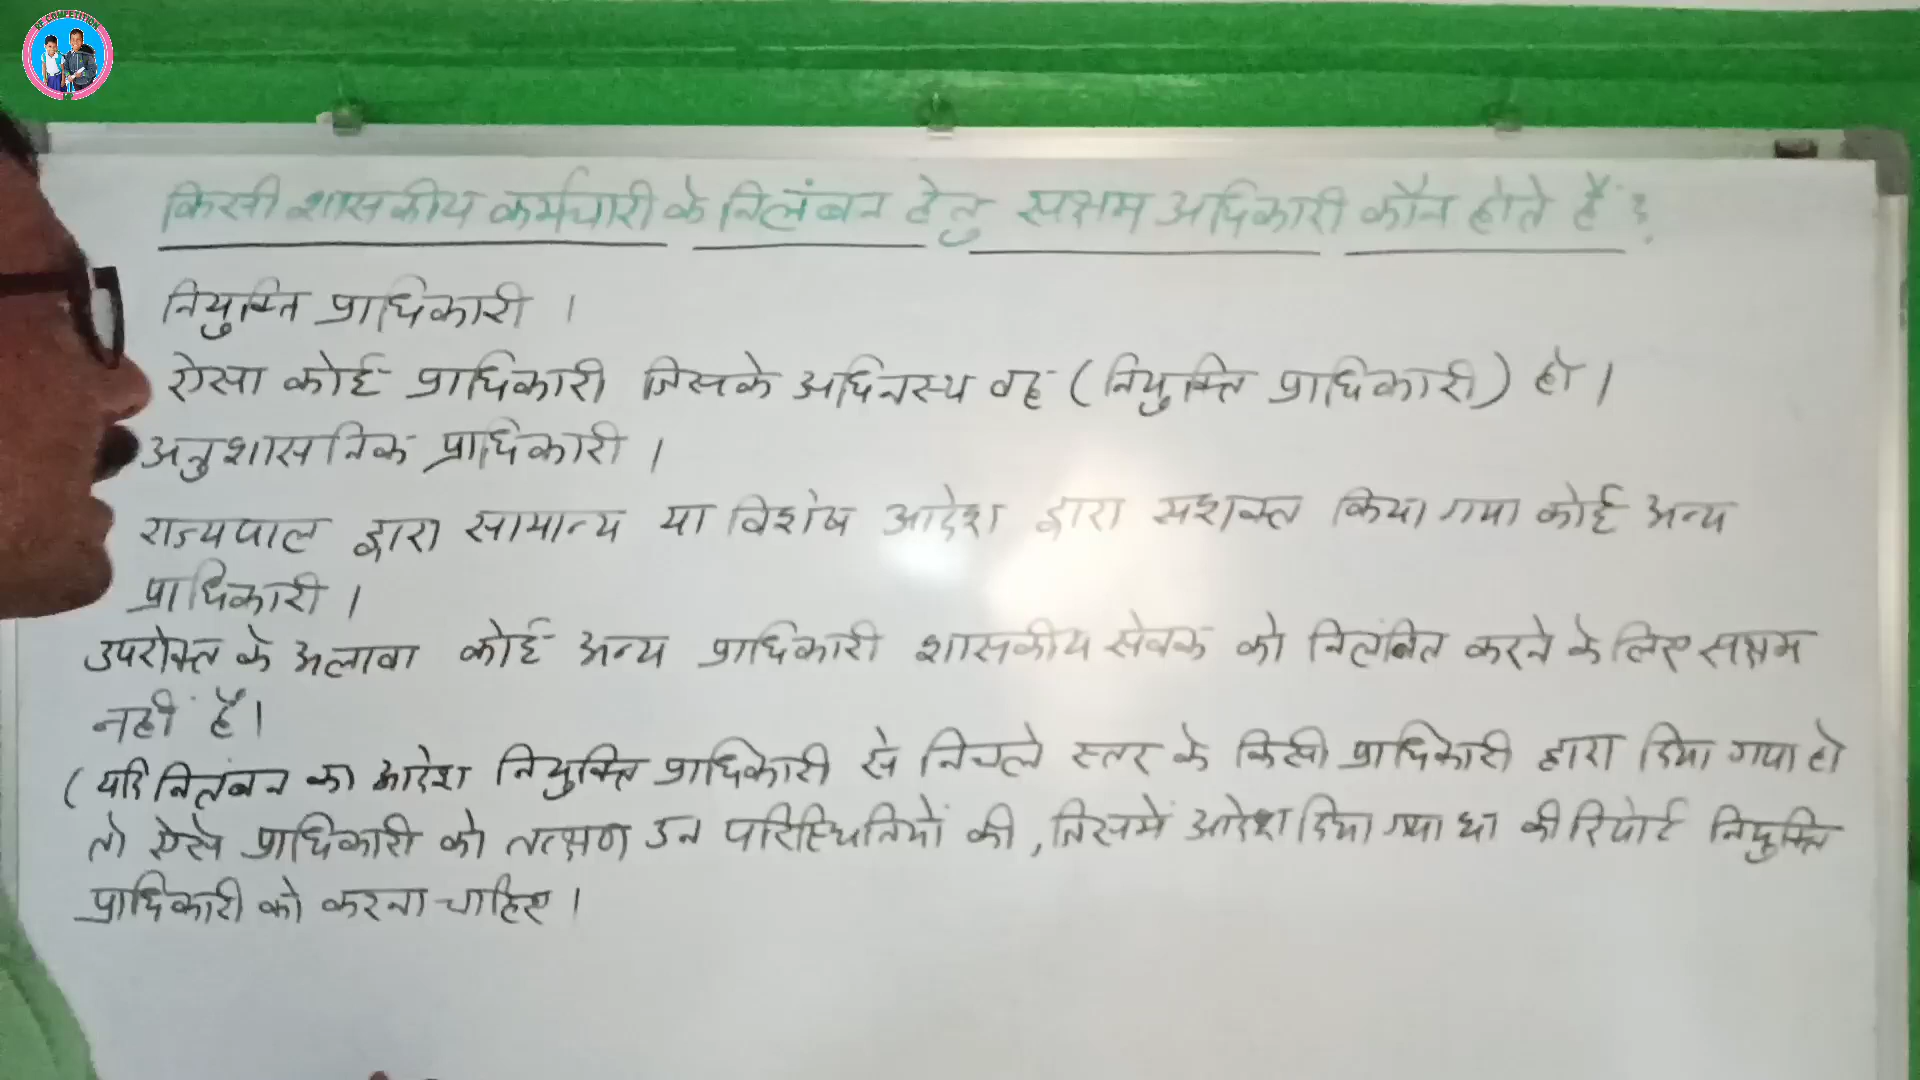 OF COMPETITION
किसी शासकीय कर्मचारी के निलंबन हेतु सक्षम अधिकारी कौन होते हैं ?
नियुक्ति प्राधिकारी ।
ऐसा कोई प्राधिकारी जिसके अधिनस्थ वह (नियुक्ति प्राधिकारी) हो ।
अनुशासनिक प्राधिकारी ।
राज्यपाल द्वारा सामान्य या विशेष आदेश द्वारा सशक्त किया गया कोई अन्य
प्राधिकारी ।
उपरोक्त के अलावा कोई अन्य प्राधिकारी शासकीय सेवक को निलंबित करने के लिए सक्षम
नहीं है ।
(यदि निलंबन का आदेश नियुक्ति प्राधिकारी से निचले स्तर के किसी प्राधिकारी द्वारा दिया गया हो
तो ऐसे प्राधिकारी को तत्क्षण उन परिस्थितियों की , जिसमें आदेश दिया गया था की रिपोर्ट नियुक्ति
प्राधिकारी को करना चाहिए ।